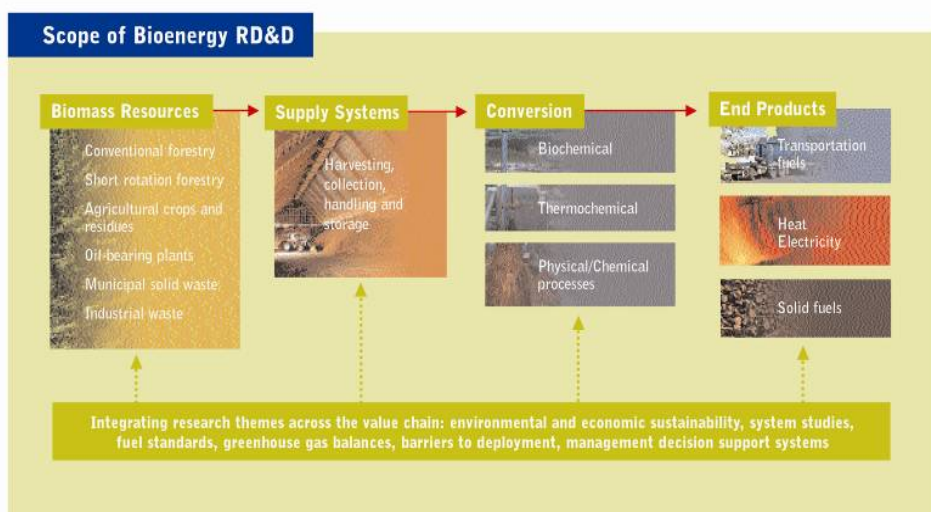 Scope of Bioenergy RD&D
Biomass Resources
Conventional forestry
Short rotation forestry
Agricultural crops and
residues
Oil-bearing plants
Municipal solid waste
Industrial waste
Supply Systems
Harvesting,
collection,
handling and
storage
Conversion
Biochemical
Thermochemical
Physical/Chemical
processes
End Products
Transportation
fuels
Heat
Electricity
Solid fuels
Integrating research themes across the value chain: environmental and economic sustainability, system studies,
fuel standards, greenhouse gas balances, barriers to deployment, management decision support systems